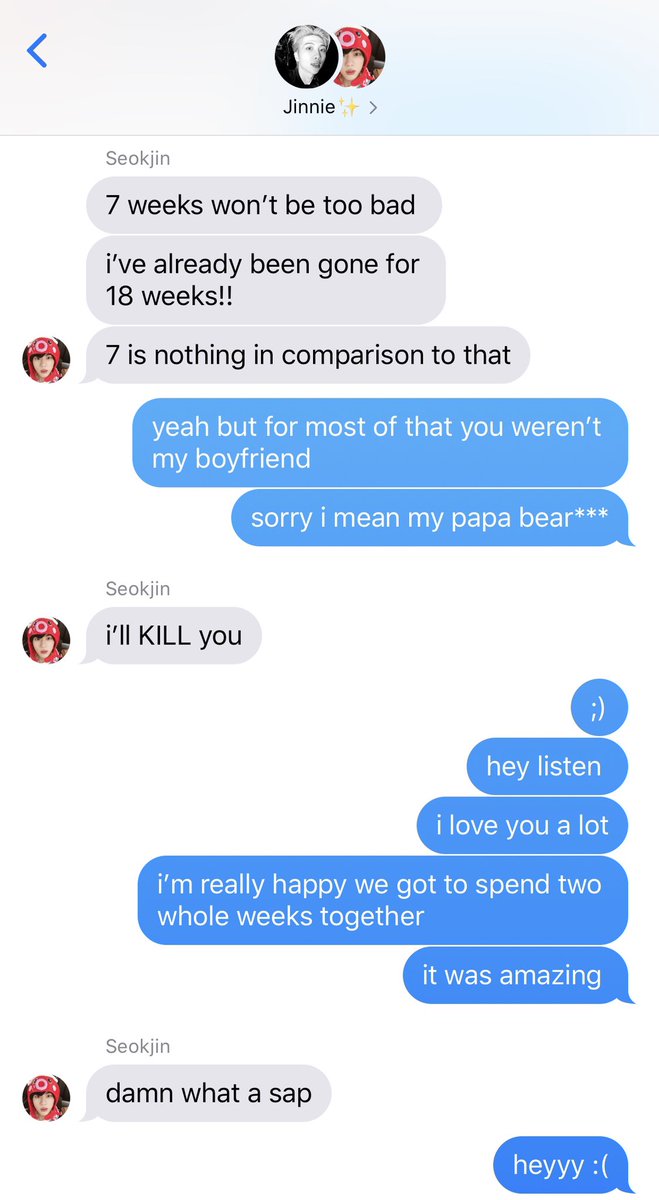 Jinnie✨
Seokjin
7 weeks won’t be too bad
i’ve already been gone for
18 weeks!!
7 is nothing in comparison to that
yeah but for most of that you weren’t
my boyfriend
sorry i mean my papa bear***
Seokjin
i’ll KILL you
;)
hey listen
i love you a lot
i’m really happy we got to spend two
whole weeks together
it was amazing
Seokjin
damn what a sap
heyyy :(